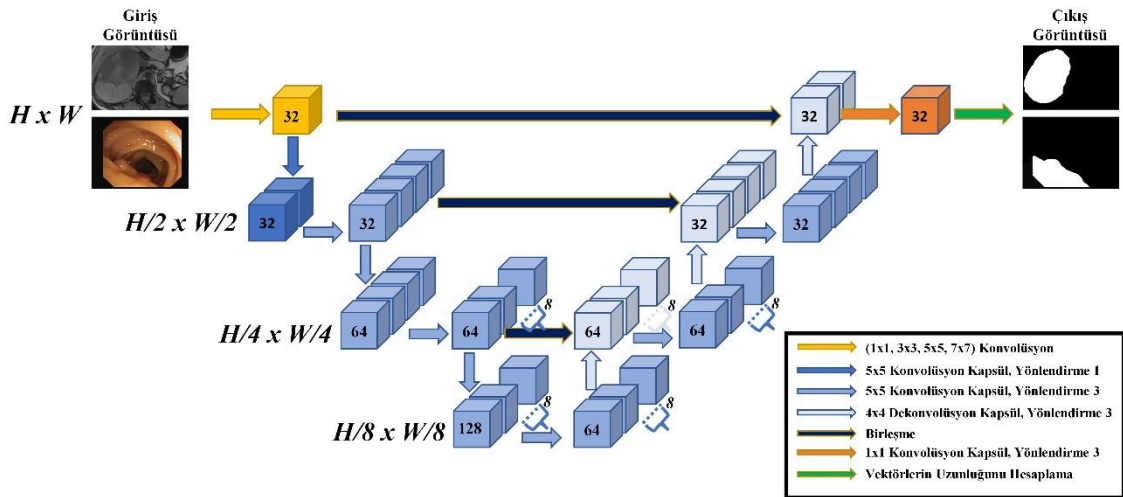 Giriş
Görüntüsü
Çıkış
Görüntüsü
H x W
32
32
32
H/2 x W/2
32
32
32
32
H/4 x W/4
64
64
8
64
8
64
8
H/8 x W/8
128
8
64
8
(1x1, 3x3, 5x5, 7x7) Konvolüsyon
5x5 Konvolüsyon Kapsül, Yönlendirme 1
5x5 Konvolüsyon Kapsül, Yönlendirme 3
4x4 Dekonvolüsyon Kapsül, Yönlendirme 3
Birleşme
1x1 Konvolüsyon Kapsül, Yönlendirme 3
Vektörlerin Uzunluğunu Hesaplama